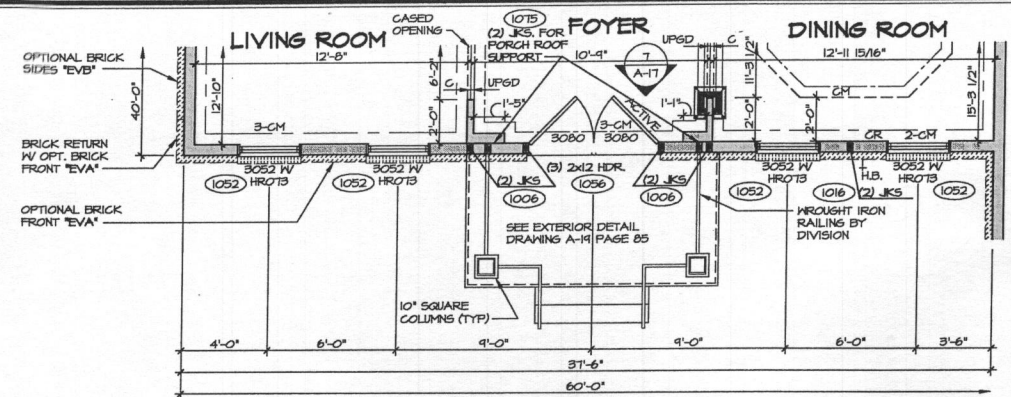 CASED
OPENING
1075
FOYER
LIVING ROOM
DINING ROOM
(2) JKS. FOR
PORCH ROOF
SUPPORT
12'-8"
10'-9"
12'-11 15/16"
7
A-17
UPGD
C
OPTIONAL BRICK
SIDES "EVB"
40'-0"
12'-10"
6'-2"
C
UPGD
2'-0"
1'-5"
ACTIVE
1'-1"
11'-3 1/2"
2'-0"
CM
2'-0"
15'-3 1/2"
3-CM
3-CM
3080
3080
CR
2-CM
BRICK RETURN
W/ OPT. BRICK
FRONT "EVA"
3052 W/
HROT3
3052 W/
HROT3
(2) JKS
(3) 2x12 HDR.
(2) JKS
3052 W/
HROT3
H.B.
(2) JKS
3052 W/
HROT3
1052
1052
1006
1056
1006
1052
1016
1052
OPTIONAL BRICK
FRONT "EVA"
SEE EXTERIOR DETAIL
DRAWING A-19 PAGE 85
WROUGHT IRON
RAILING BY
DIVISION
10" SQUARE
COLUMNS (TYP)
4'-0"
6'-0"
9'-0"
9'-0"
6'-0"
3'-6"
37'-6"
60'-0"